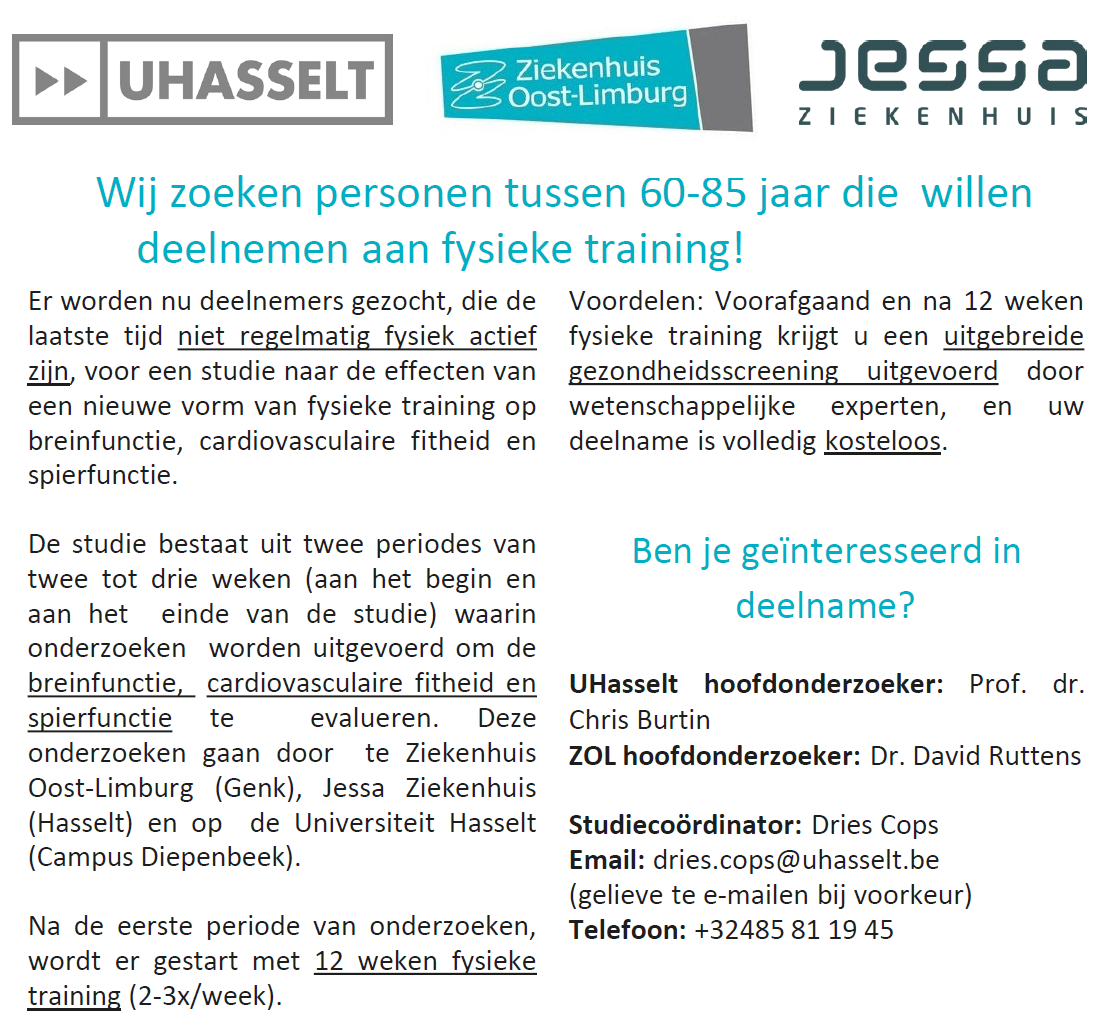 UHASSELT
Ziekenhuis
Oost-Limburg
Jessa
ZIEKENHUIS
Wij zoeken personen tussen 60-85 jaar die willen
deelnemen aan fysieke training!
Er worden nu deelnemers gezocht, die de
laatste tijd niet regelmatig fysiek actief
zijn, voor een studie naar de effecten van
een nieuwe vorm van fysieke training op
breinfunctie, cardiovasculaire fitheid en
spierfunctie.
De studie bestaat uit twee periodes van
twee tot drie weken (aan het begin en
aan het einde van de studie) waarin
onderzoeken worden uitgevoerd om de
breinfunctie, cardiovasculaire fitheid en
spierfunctie te evalueren. Deze
onderzoeken gaan door te Ziekenhuis
Oost-Limburg (Genk), Jessa Ziekenhuis
(Hasselt) en op de Universiteit Hasselt
(Campus Diepenbeek).
Na de eerste periode van onderzoeken,
wordt er gestart met 12 weken fysieke
training (2-3x/week).
Voordelen: Voorafgaand en na 12 weken
fysieke training krijgt u een uitgebreide
gezondheidsscreening uitgevoerd door
wetenschappelijke experten, en uw
deelname is volledig kosteloos.
Ben je geïnteresseerd in
deelname?
UHasselt hoofdonderzoeker: Prof. dr.
Chris Burtin
ZOL hoofdonderzoeker: Dr. David Ruttens
Studiecoördinator: Dries Cops
Email: dries.cops@uhasselt.be
(gelieve te e-mailen bij voorkeur)
Telefoon: +32485 81 19 45